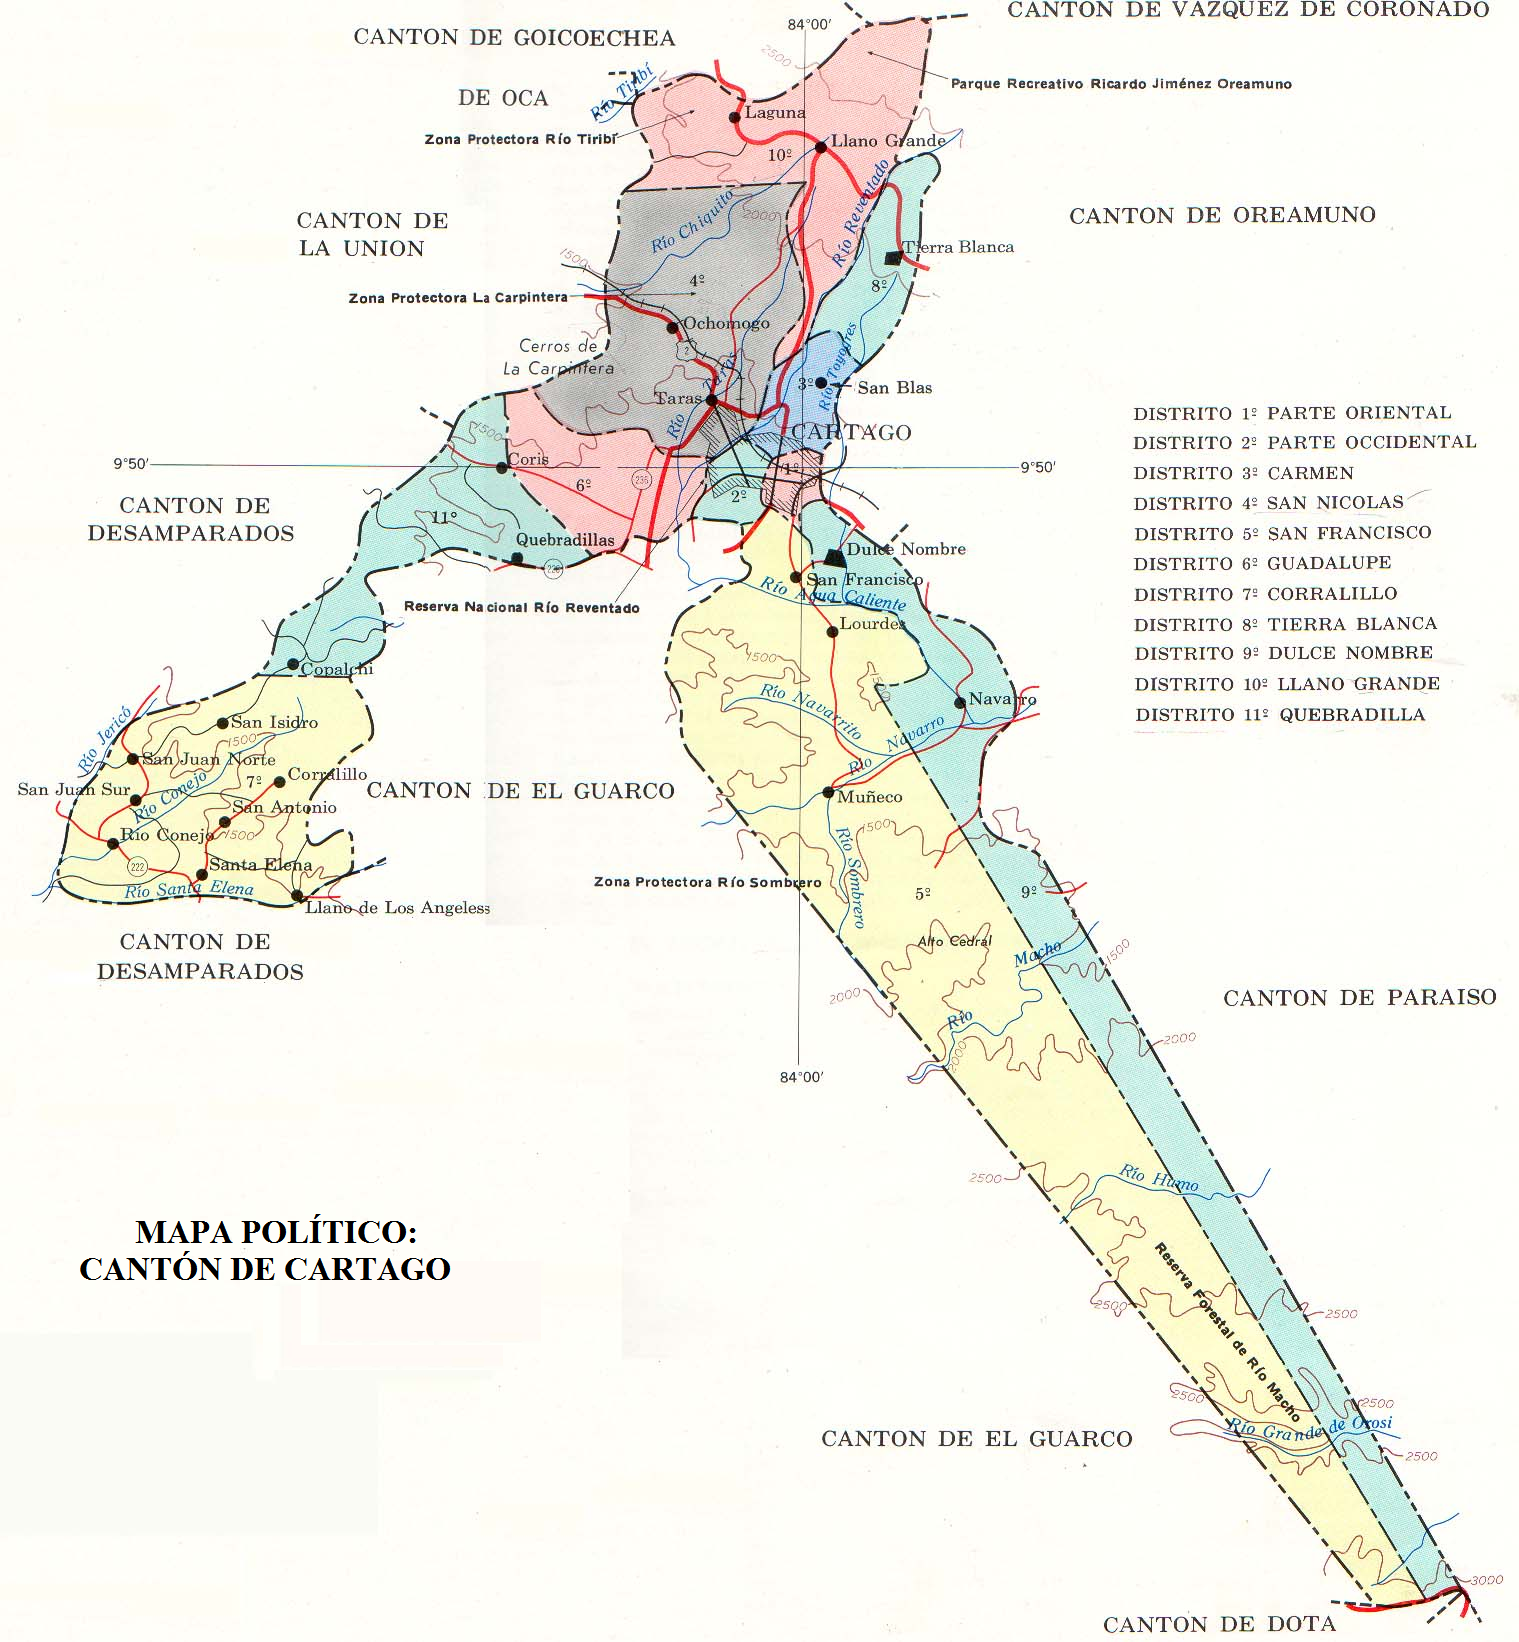 CANTON DE VAZQUEZ DE CORONADO
84°00'
CANTON DE GOICOECHEA
2500
Río Tiribí
Parque Recreativo Ricardo Jiménez Oreamuno
DE OCA
Laguna
Zona Protectora Río Tiribí
Llano Grande
10º
Río Reventado
CANTON DE OREAMUNO
CANTON DE
LA UNION
Río Chiquito
2000
Tierra Blanca
1500
4º
8º
Zona Protectora La Carpintera
Ochomogo
2
Cerros de
La Carpintera
Río Toyogres
3º
San Blas
Taras
Río Taras
DISTRITO 1º PARTE ORIENTAL
DISTRITO 2º PARTE OCCIDENTAL
DISTRITO 3º CARMEN
DISTRITO 4º SAN NICOLAS
DISTRITO 5º SAN FRANCISCO
DISTRITO 6º GUADALUPE
DISTRITO 7º CORRALILLO
DISTRITO 8º TIERRA BLANCA
DISTRITO 9º DULCE NOMBRE
DISTRITO 10º LLANO GRANDE
DISTRITO 11º QUEBRADILLA
1500
CARTAGO
9°50'
Coris
1º
9°50'
236
6º
2º
CANTON DE
DESAMPARADOS
11º
Quebradillas
228
Dulce Nombre
San Francisco
Río Agua Caliente
Reserva Nacional Río Reventado
Lourdes
Copalchi
1500
1500
Río Navarrito
Navarro
Río Navarro
Río Jericó
San Isidro
1500
San Juan Norte
7º
Corralillo
San Juan Sur
Río Conejo
San Antonio
CANTON DE EL GUARCO
Muñeco
Río Conejo
1500
222
Santa Elena
Río Santa Elena
Llano de Los Angeless
1500
Río Sombrero
Zona Protectora Río Sombrero
5º
9º
CANTON DE
DESAMPARADOS
Alto Cedral
Río Macho
1500
2000
CANTON DE PARAISO
2000
2000
84°00'
2500
Río Humo
MAPA POLÍTICO:
CANTÓN DE CARTAGO
Reserva Forestal de Río Macho
2500
2500
2500
2500
Río Grande de Orosi
2500
CANTON DE EL GUARCO
3000
CANTON DE DOTA